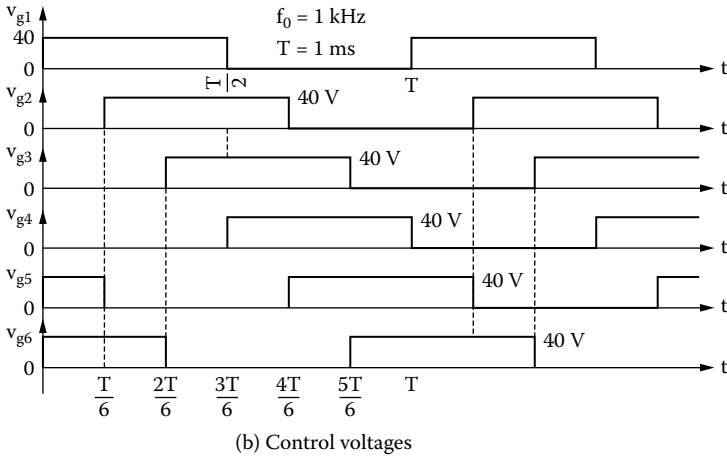 v_g1
40
f_0 = 1 kHz
T = 1 ms
0
T/2
T
t
v_g2
40 V
0
t
v_g3
40 V
0
t
v_g4
40 V
0
t
v_g5
40 V
0
t
v_g6
40 V
0
t
T/6
2T/6
3T/6
4T/6
5T/6
T
(b) Control voltages